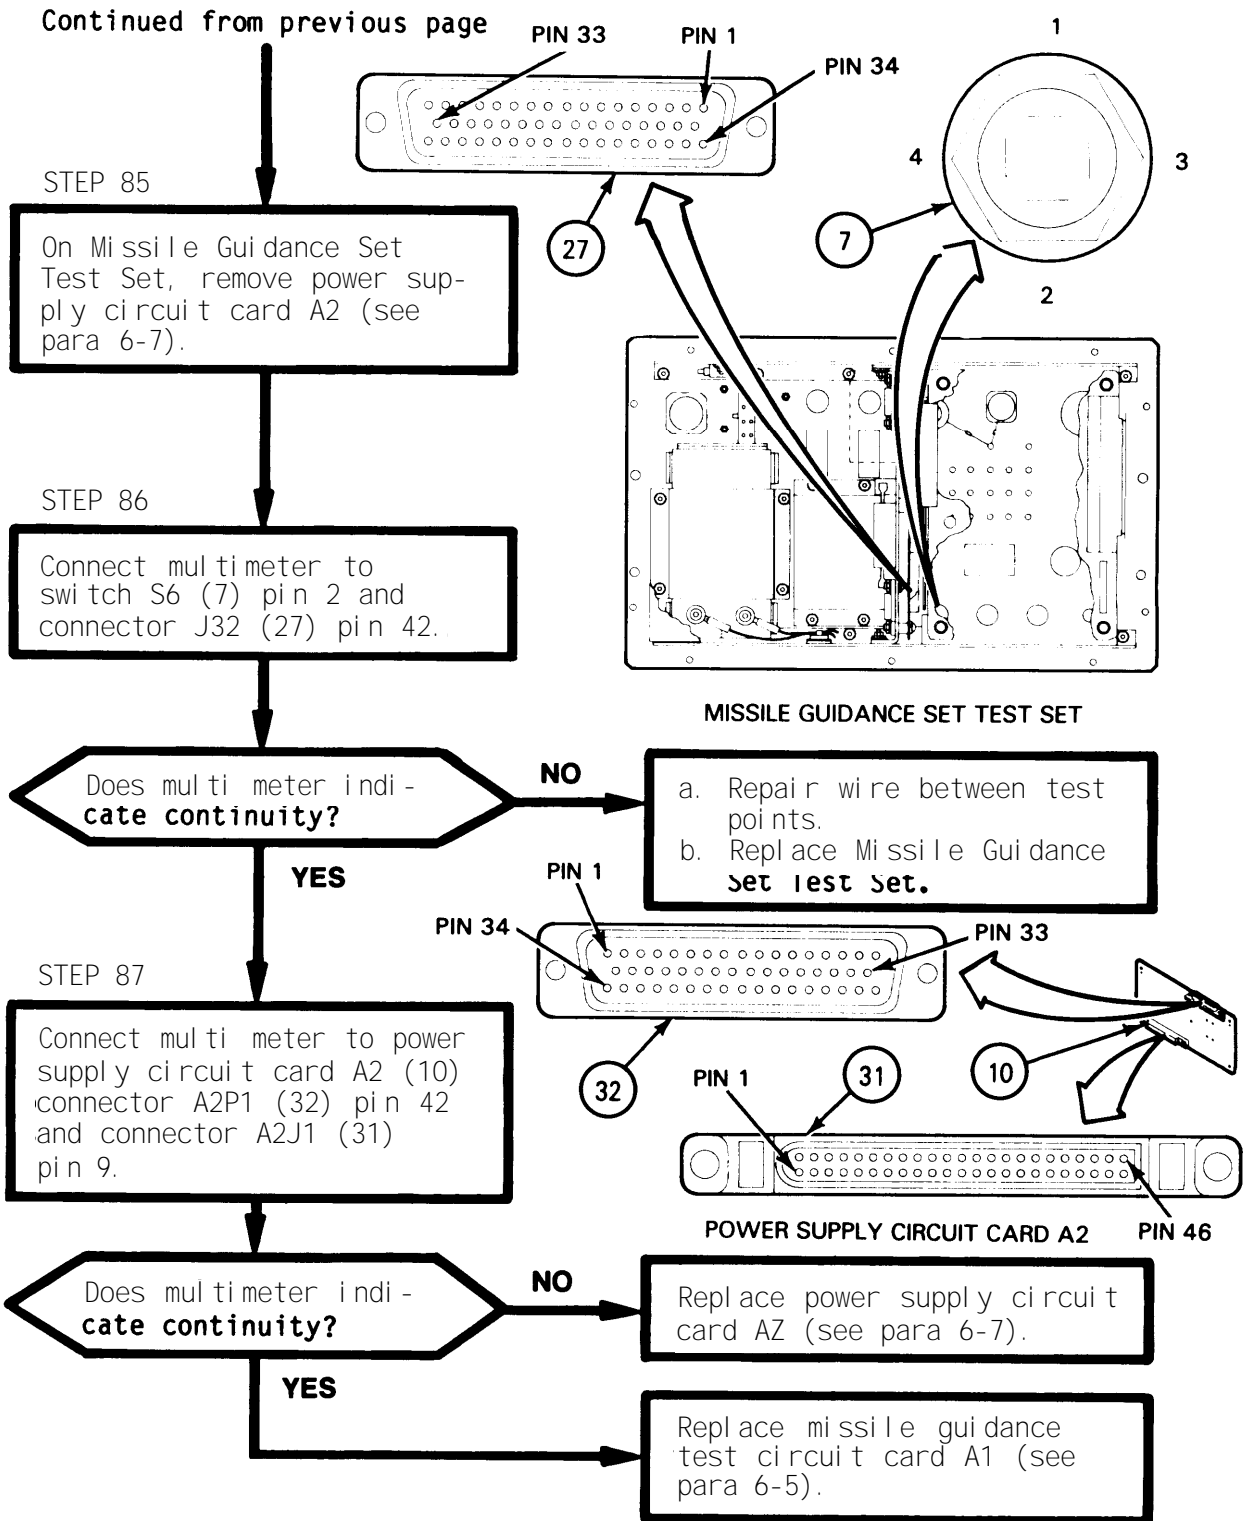 Continued from previous page
PIN 33
PIN 1
PIN 34
27
1
4
3
7
2
STEP 85
On Missile Guidance Set
Test Set, remove power sup-
ply circuit card A2 (see
para 6-7).
MISSILE GUIDANCE SET TEST SET
STEP 86
Connect multimeter to
switch S6 (7) pin 2 and
connector J32 (27) pin 42.
Does multi meter indi-
cate continuity?
NO
a. Repair wire between test
points.
b. Replace Missile Guidance
Set Test Set.
YES
PIN 1
PIN 34
PIN 33
32
10
31
PIN 1
PIN 46
POWER SUPPLY CIRCUIT CARD A2
STEP 87
Connect multi meter to power
supply circuit card A2 (10)
connector A2P1 (32) pin 42
and connector A2J1 (31)
pin 9.
Does multimeter indi-
cate continuity?
NO
Replace power supply circuit
card AZ (see para 6-7).
YES
Replace missile guidance
test circuit card A1 (see
para 6-5).